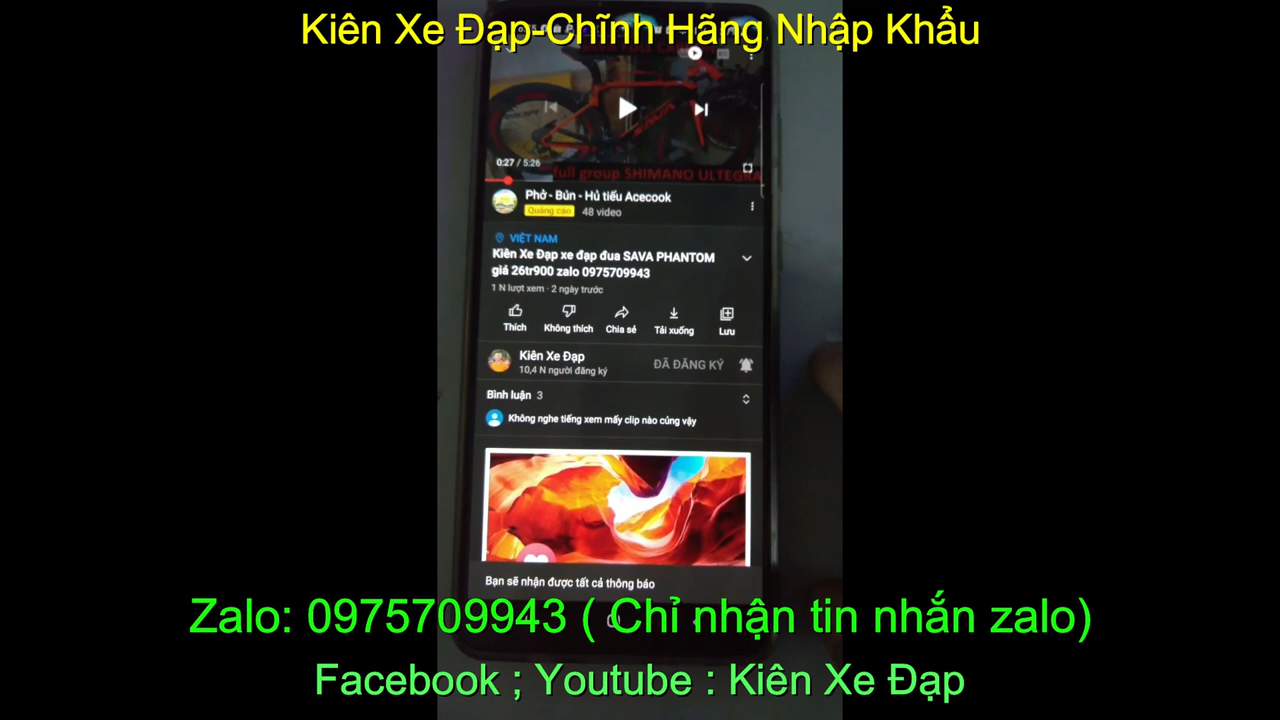 Kiên Xe Đạp-Chĩnh Hãng Nhập Khẩu
0:27 / 5:26
full group SHIMANO ULTEGRA
Phở - Bún - Hủ tiếu Acecook
Quảng cáo 48 video
VIỆT NAM
Kiên Xe Đạp xe đạp đua SAVA PHANTOM
giá 26tr900 zalo 0975709943
1 N lượt xem · 2 ngày trước
Thích Không thích Chia sẻ Tải xuống Lưu
Kiên Xe Đạp
10,4 N người đăng ký
ĐÃ ĐĂNG KÝ
Bình luận 3
Không nghe tiếng xem mấy clip nào củng vậy
Bạn sẽ nhận được tất cả thông báo
Zalo: 0975709943 ( Chỉ nhận tin nhắn zalo)
Facebook ; Youtube : Kiên Xe Đạp